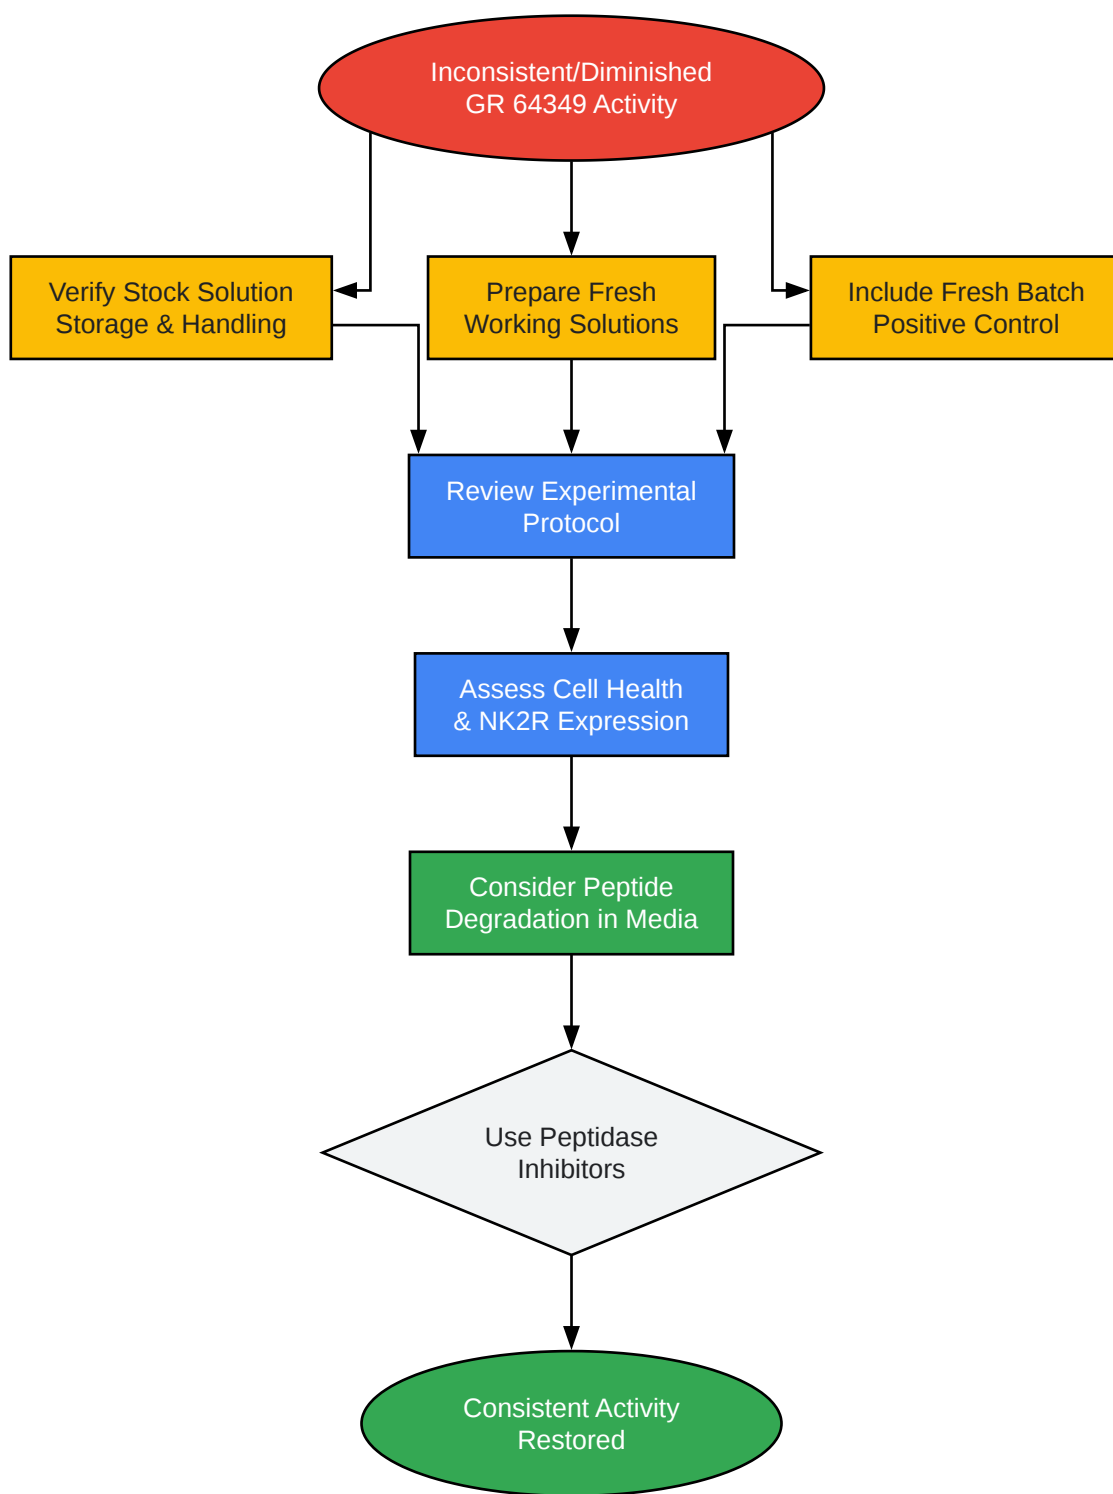 Inconsistent/Diminished
GR 64349 Activity
Verify Stock Solution
Storage & Handling
Prepare Fresh
Working Solutions
Include Fresh Batch
Positive Control
Review Experimental
Protocol
Assess Cell Health
& NK2R Expression
Consider Peptide
Degradation in Media
Use Peptidase
Inhibitors
Consistent Activity
Restored